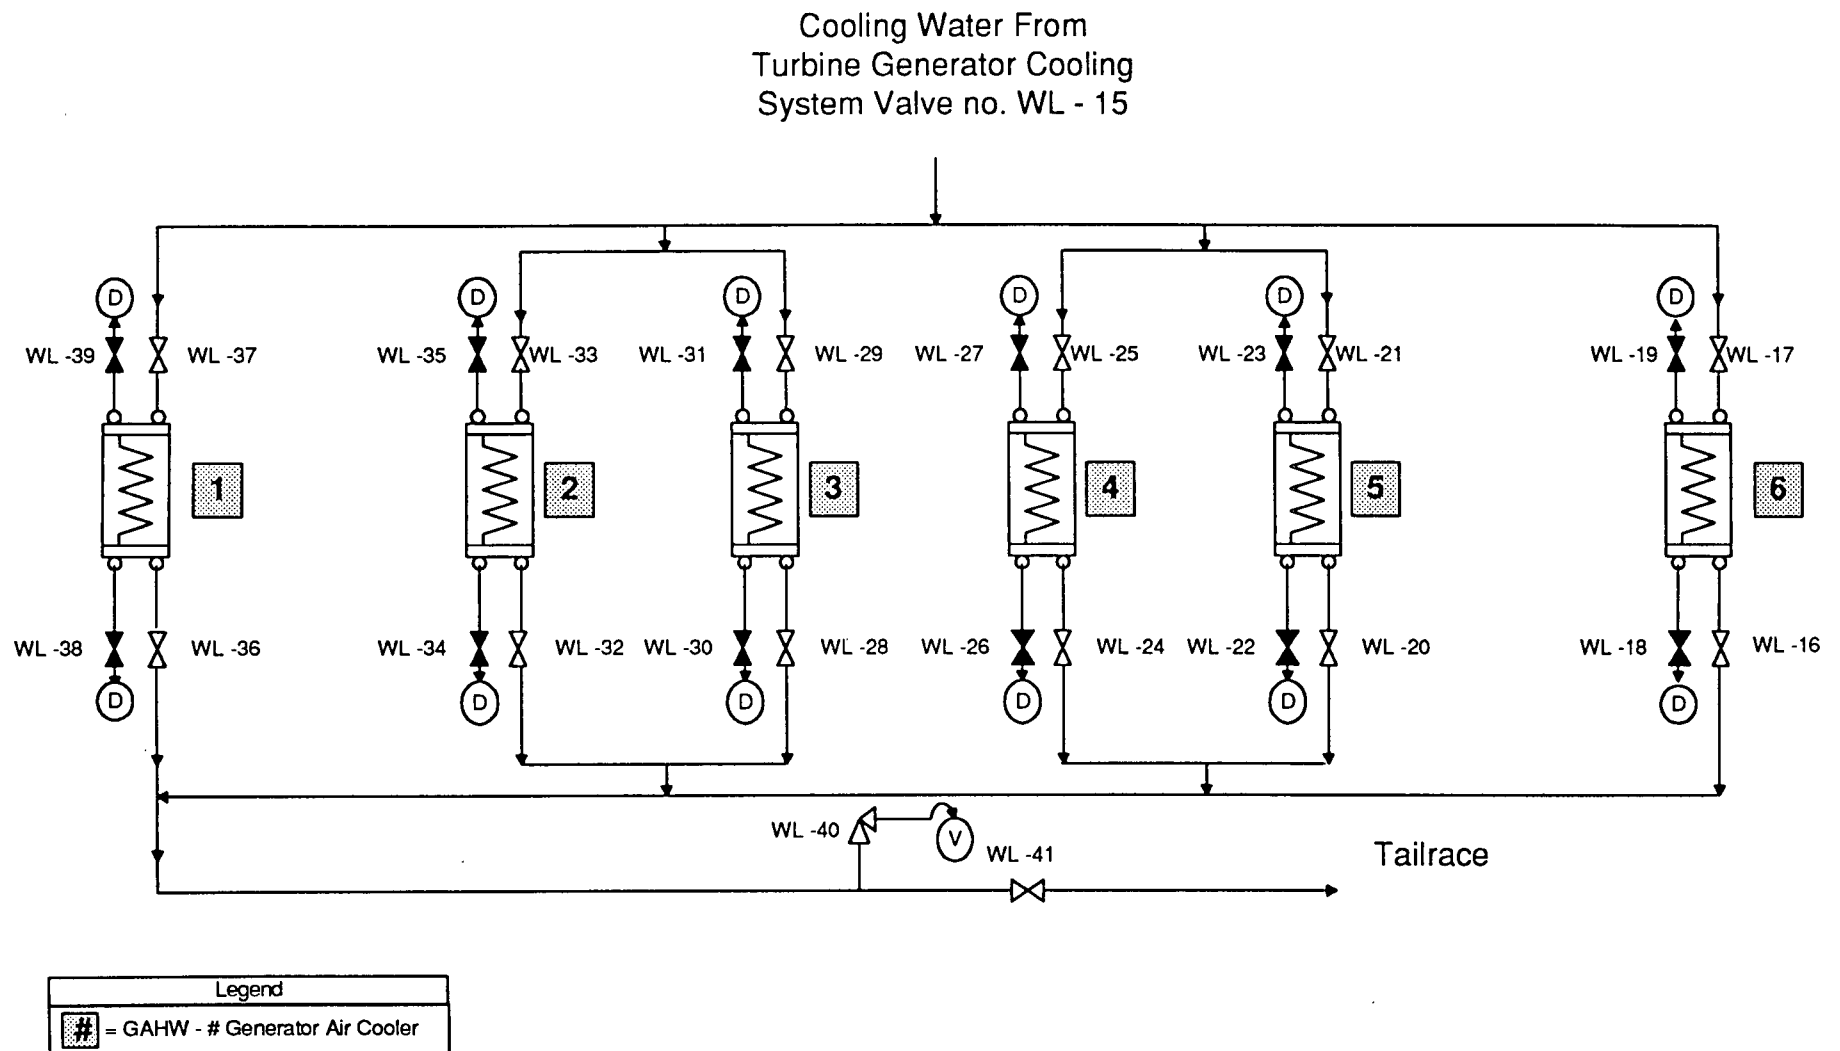 Cooling Water From
Turbine Generator Cooling
System Valve no. WL - 15
D
D
D
D
D
D
WL -39
WL -37
WL -35
WL -33
WL -31
WL -29
WL -27
WL -25
WL -23
WL -21
WL -19
WL -17
1
2
3
4
5
6
WL -38
WL -36
WL -34
WL -32
WL -30
WL -28
WL -26
WL -24
WL -22
WL -20
WL -18
WL -16
D
D
D
D
D
D
WL -40
V
WL -41
Tailrace
Legend
# = GAHW - # Generator Air Cooler